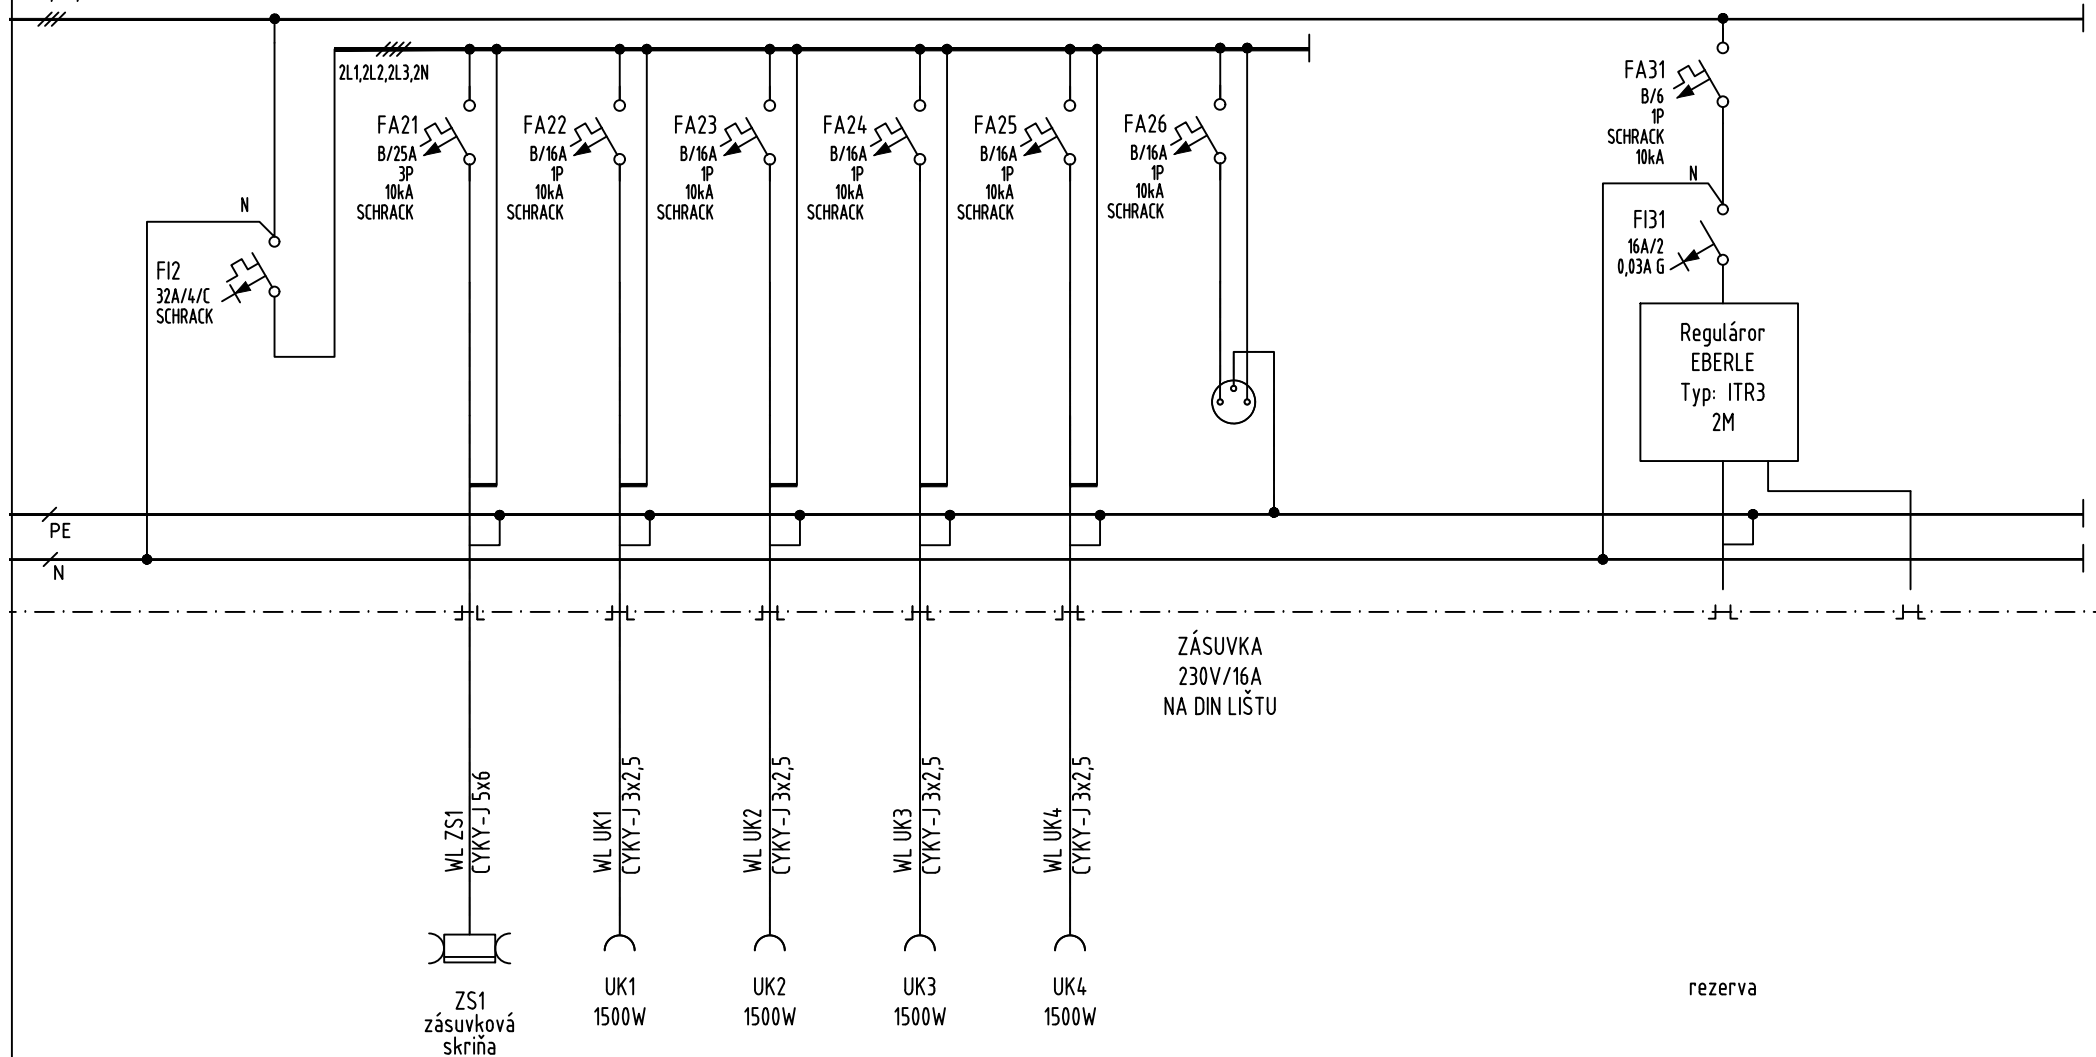 2L1,2L2,2L3,2N
FA21
B/25A
3P
10kA
SCHRACK
FA22
B/16A
1P
10kA
SCHRACK
FA23
B/16A
1P
10kA
SCHRACK
FA24
B/16A
1P
10kA
SCHRACK
FA25
B/16A
1P
10kA
SCHRACK
FA26
B/16A
1P
10kA
SCHRACK
FA31
B/6
1P
SCHRACK
10kA
N
FI2
32A/4/C
SCHRACK
N
FI31
16A/2
0,03A G
Reguláror
EBERLE
Typ: ITR3
2M
PE
N
ZÁSUVKA
230V/16A
NA DIN LIŠTU
WL ZS1
CYKY-J 5x6
WL UK1
CYKY-J 3x2,5
WL UK2
CYKY-J 3x2,5
WL UK3
CYKY-J 3x2,5
WL UK4
CYKY-J 3x2,5
ZS1
zásuvková
skriňa
UK1
1500W
UK2
1500W
UK3
1500W
UK4
1500W
rezerva